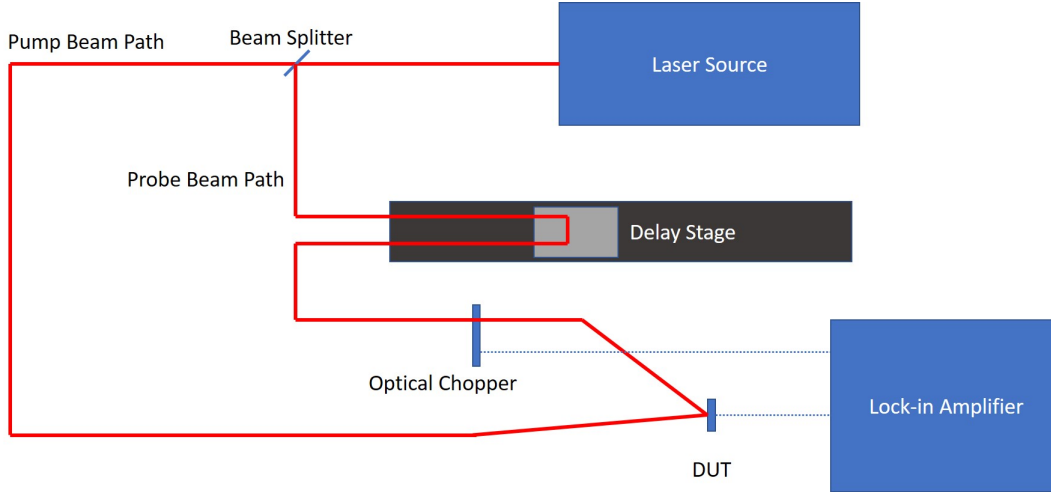 Pump Beam Path
Beam Splitter
Laser Source
Probe Beam Path
Delay Stage
Optical Chopper
Lock-in Amplifier
DUT